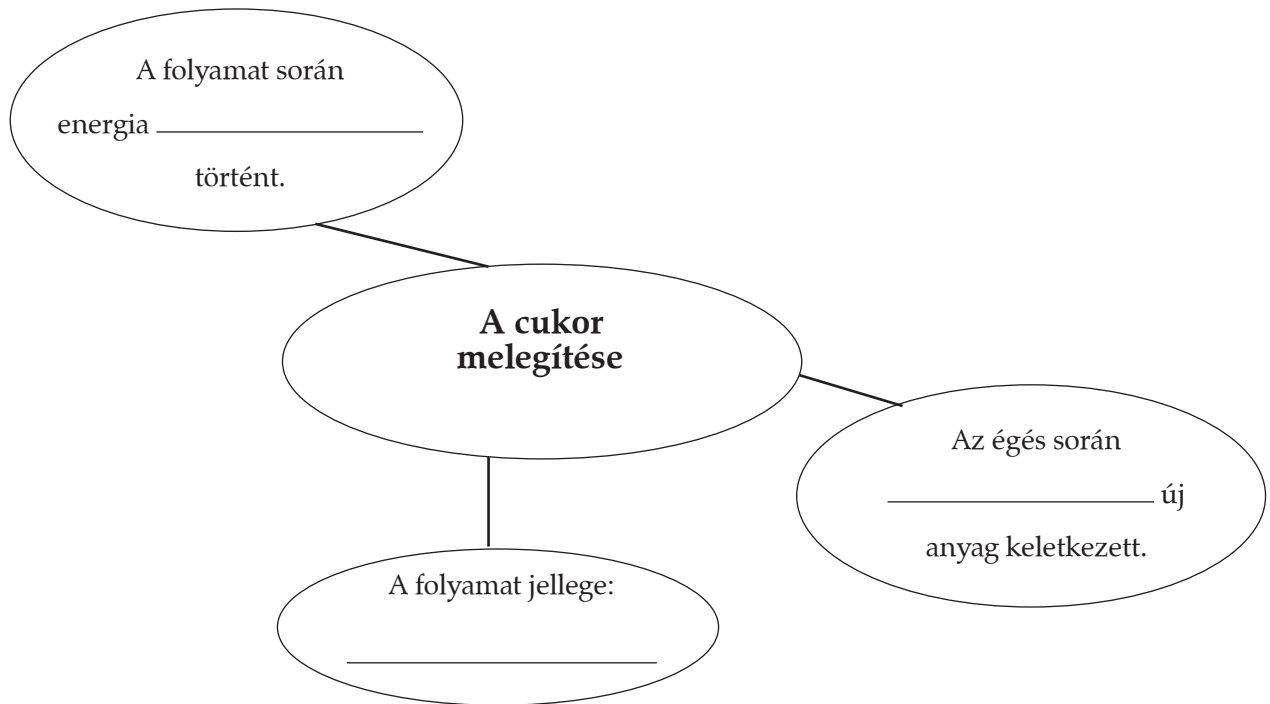 A folyamat során
energia
történt.
A cukor
melegítése
Az égés során
új
anyag keletkezett.
A folyamat jellege: